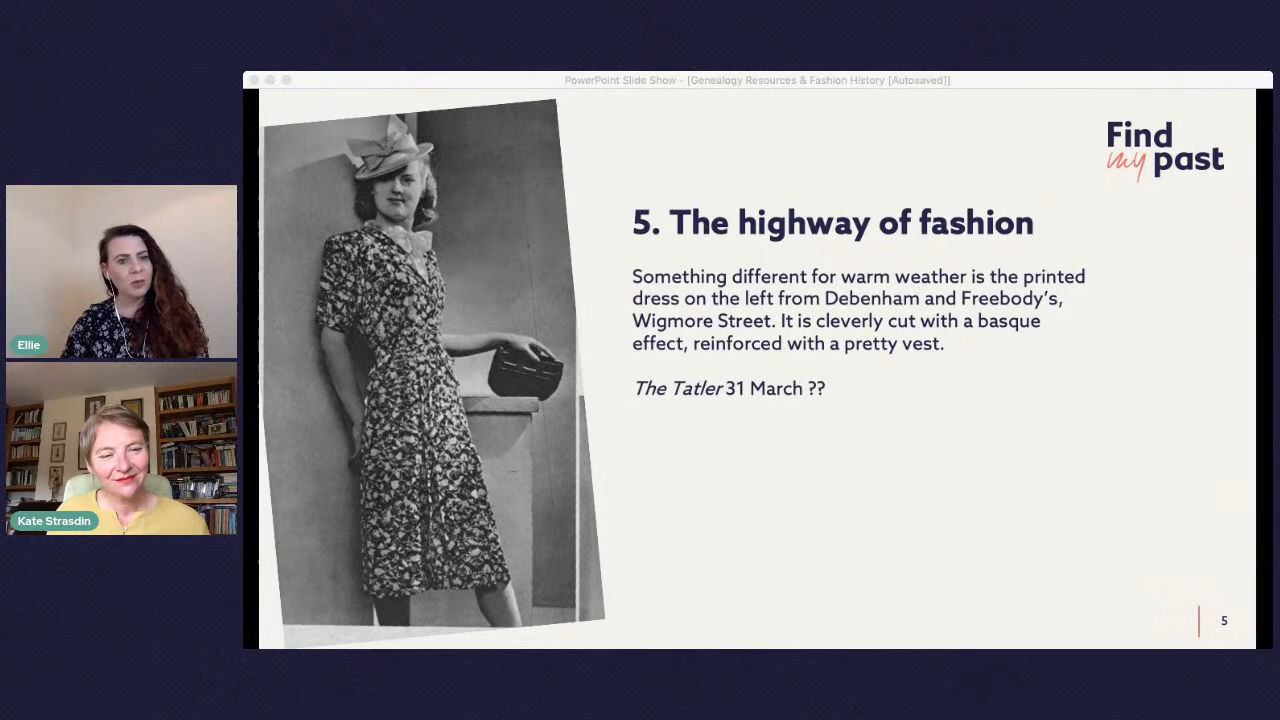 PowerPoint Slide Show - [Genealogy Resources & Fashion History [Autosaved]]
Find
my past
5. The highway of fashion
Something different for warm weather is the printed
dress on the left from Debenham and Freebody's,
Wigmore Street. It is cleverly cut with a basque
effect, reinforced with a pretty vest.
The Tatler 31 March ??
5
Ellie
Kate Strasdin